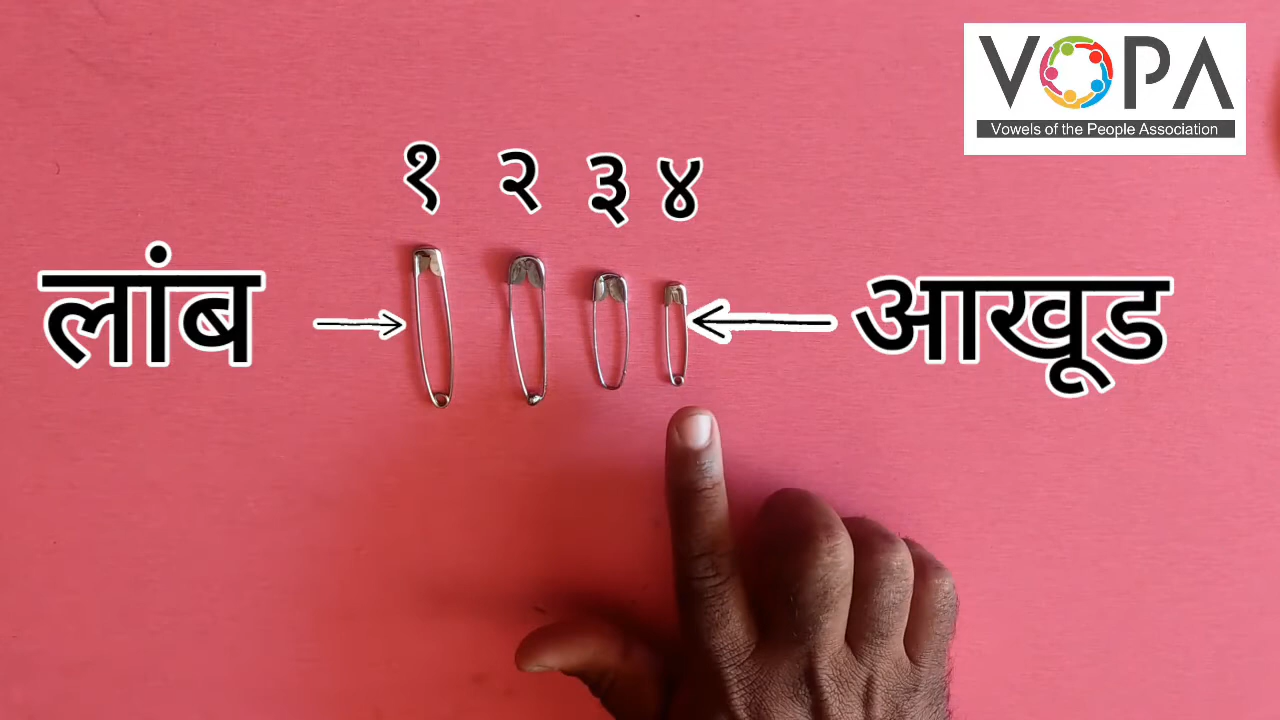 VOPA
Vowels of the People Association
१ २ ३ ४
लांब
आखूड